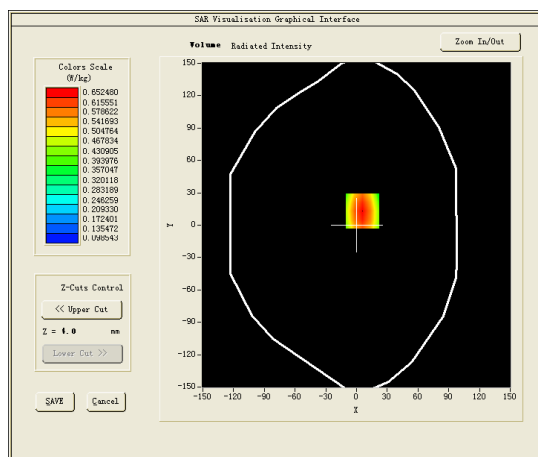 SAR Visualisation Graphical Interface
Volume Radiated Intensity
Zoom In/Out
Colors Scale
(W/kg)
0.652480
0.615551
0.578622
0.541693
0.504764
0.467834
0.430905
0.393976
0.357047
0.320118
0.283189
0.246259
0.209330
0.172401
0.135472
0.098543
Z-Cuts Control
<< Upper Cut
Z = 4.0 mm
Lower Cut >>
SAVE Cancel
150
120
90
60
30
0
-30
-60
-90
-120
-150
Y
-150 -120 -90 -60 -30 0 30 60 90 120 150
X